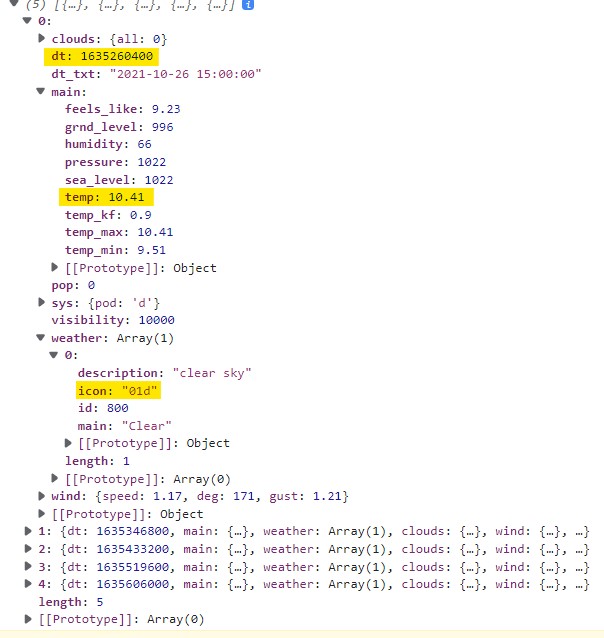 (5) [{…}, {…}, {…}, {…}, {…}] i
0:
clouds: {all: 0}
dt: 1635260400
dt_txt: "2021-10-26 15:00:00"
main:
feels_like: 9.23
grnd_level: 996
humidity: 66
pressure: 1022
sea_level: 1022
temp: 10.41
temp_kf: 0.9
temp_max: 10.41
temp_min: 9.51
[[Prototype]]: Object
pop: 0
sys: {pod: 'd'}
visibility: 10000
weather: Array(1)
0:
description: "clear sky"
icon: "01d"
id: 800
main: "Clear"
[[Prototype]]: Object
length: 1
[[Prototype]]: Array(0)
wind: {speed: 1.17, deg: 171, gust: 1.21}
[[Prototype]]: Object
1: {dt: 1635346800, main: {…}, weather: Array(1), clouds: {…}, wind: {…}, …}
2: {dt: 1635433200, main: {…}, weather: Array(1), clouds: {…}, wind: {…}, …}
3: {dt: 1635519600, main: {…}, weather: Array(1), clouds: {…}, wind: {…}, …}
4: {dt: 1635606000, main: {…}, weather: Array(1), clouds: {…}, wind: {…}, …}
length: 5
[[Prototype]]: Array(0)